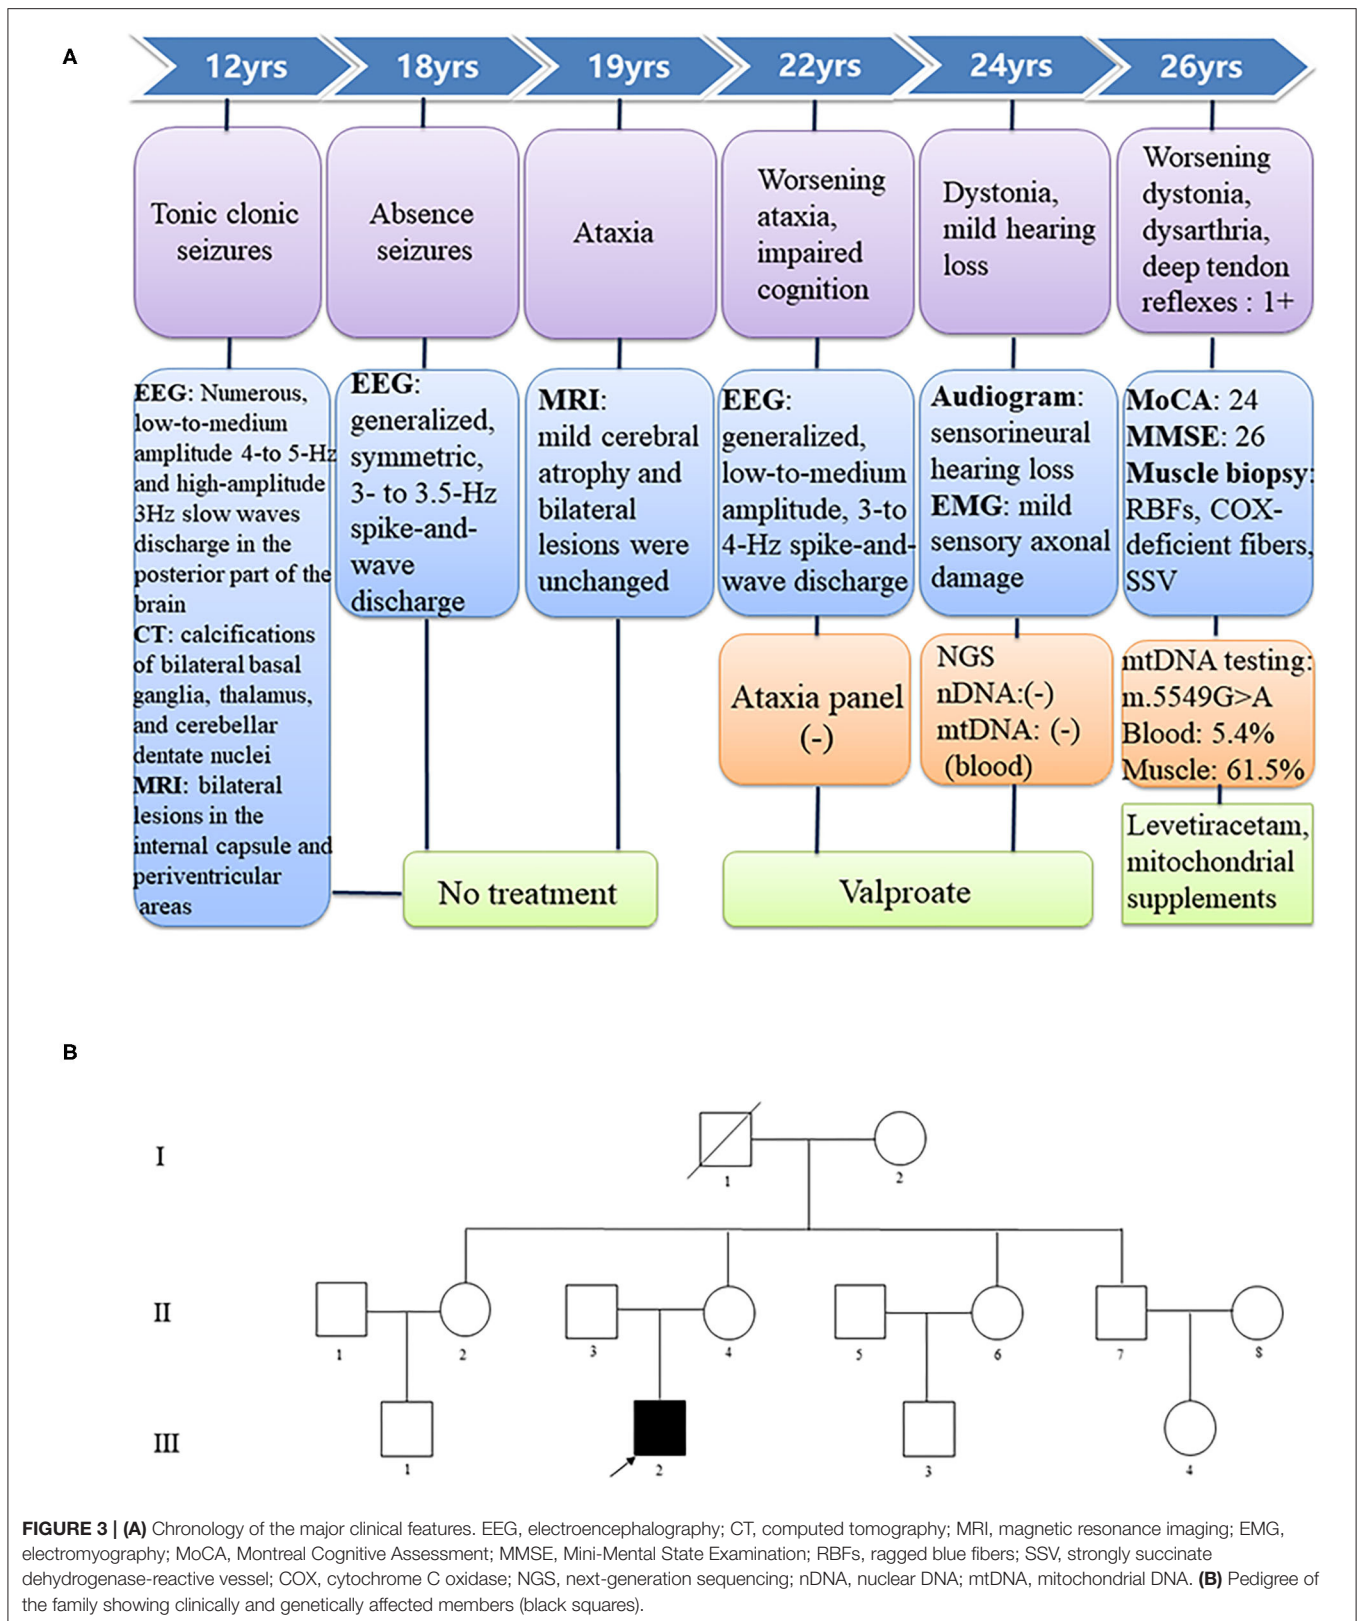 A
12yrs
18yrs
19yrs
22yrs
24yrs
26yrs
Tonic clonic
seizures
Absence
seizures
Ataxia
Worsening
ataxia,
impaired
cognition
Dystonia,
mild hearing
loss
Worsening
dystonia,
dysarthria,
deep tendon
reflexes : 1+
EEG: Numerous,
low-to-medium
amplitude 4-to 5-Hz
and high-amplitude
3Hz slow waves
discharge in the
posterior part of the
brain
CT: calcifications
of bilateral basal
ganglia, thalamus,
and cerebellar
dentate nuclei
MRI: bilateral
lesions in the
internal capsule and
periventricular
areas
EEG:
generalized,
symmetric,
3- to 3.5-Hz
spike-and-
wave
discharge
MRI:
mild cerebral
atrophy and
bilateral
lesions were
unchanged
EEG:
generalized,
low-to-medium
amplitude, 3-to
4-Hz spike-and-
wave discharge
Audiogram:
sensorineural
hearing loss
EMG: mild
sensory axonal
damage
MoCA: 24
MMSE: 26
Muscle biopsy:
RBFs, COX-
deficient fibers,
SSV
Ataxia panel
(-)
NGS
nDNA:(-)
mtDNA: (-)
(blood)
mtDNA testing:
m.5549G>A
Blood: 5.4%
Muscle: 61.5%
No treatment
Valproate
Levetiracetam,
mitochondrial
supplements
B
I
1
2
II
1
2
3
4
5
6
7
8
III
1
2
3
4
FIGURE 3 | (A) Chronology of the major clinical features. EEG, electroencephalography; CT, computed tomography; MRI, magnetic resonance imaging; EMG,
electromyography; MoCA, Montreal Cognitive Assessment; MMSE, Mini-Mental State Examination; RBFs, ragged blue fibers; SSV, strongly succinate
dehydrogenase-reactive vessel; COX, cytochrome C oxidase; NGS, next-generation sequencing; nDNA, nuclear DNA; mtDNA, mitochondrial DNA. (B) Pedigree of
the family showing clinically and genetically affected members (black squares).